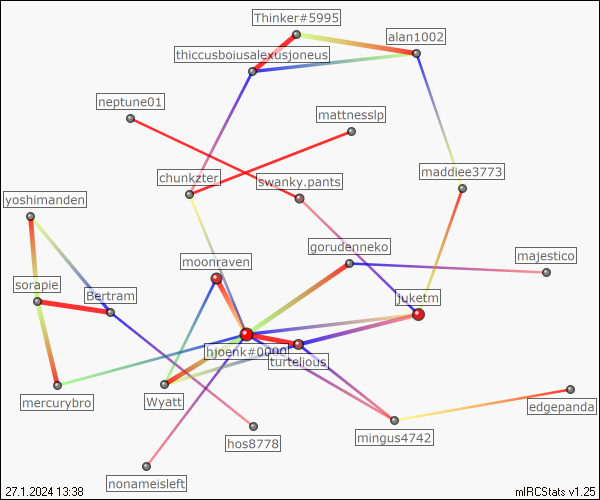 Thinker#5995
alan1002
thiccusboiusalexusjoneus
neptune01
mattnesslp
chunkzter
swanky.pants
maddiee3773
yoshimanden
gorudenneko
moonraven
majestico
sorapie
Bertram
juketm
hjoenk#0000
turtelious
mercurybro
Wyatt
edgepanda
hos8778
mingus4742
nonameisleft
27.1.2024 13:38
mIRCStats v1.25